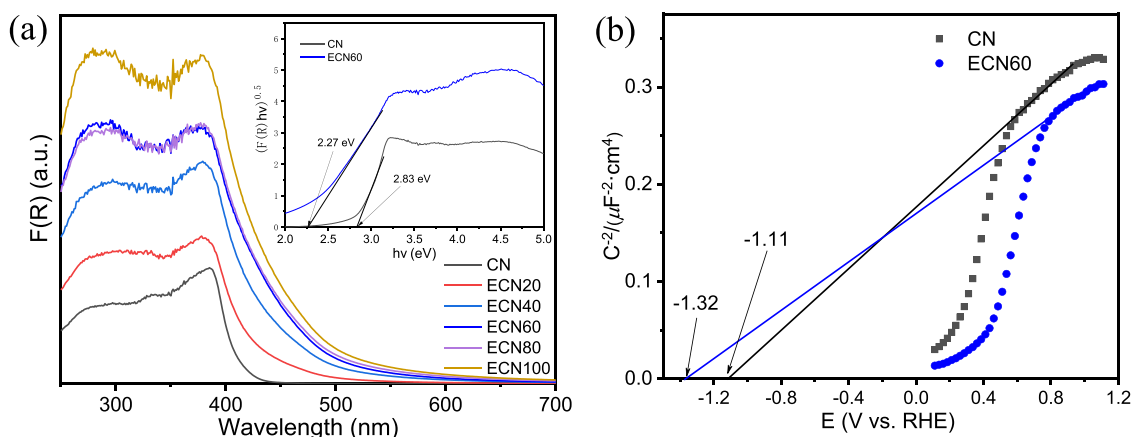 (a)
F(R) (a.u.)
300
400
500
600
700
Wavelength (nm)
CN
ECN20
ECN40
ECN60
ECN80
ECN100
CN
ECN60
(F(R) hv)^0.5
6
5
4
3
2
1
0
2.27 eV
2.83 eV
2.0
2.5
3.0
3.5
4.0
4.5
5.0
hv (eV)
(b)
CN
ECN60
C⁻²/(μF⁻²·cm⁴)
0.3
0.2
0.1
0.0
-1.32
-1.11
-1.2
-0.8
-0.4
0.0
0.4
0.8
1.2
E (V vs. RHE)